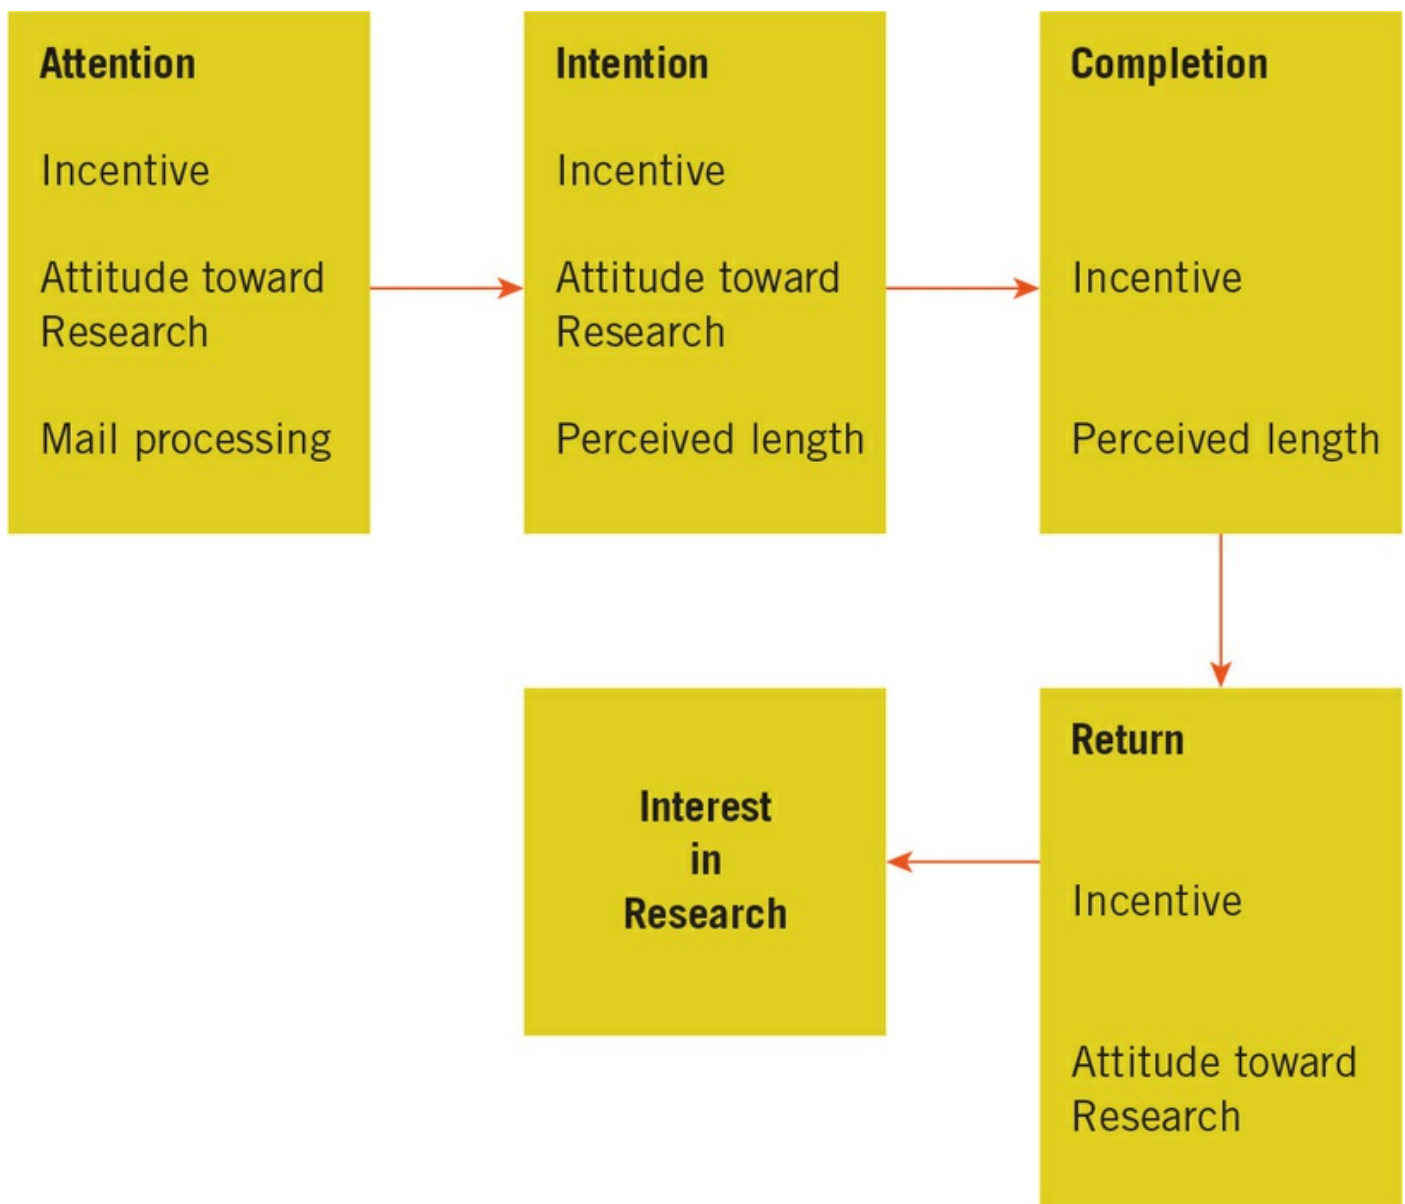 Attention
Incentive
Attitude toward
Research
Mail processing
Intention
Incentive
Attitude toward
Research
Perceived length
Completion
Incentive
Perceived length
Return
Incentive
Attitude toward
Research
Interest
in
Research